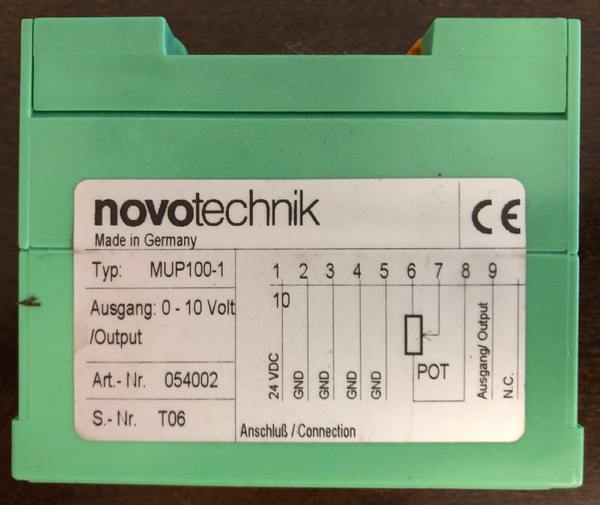 novotechnik
Made in Germany
CE
Typ: MUP100-1
Ausgang: 0 - 10 Volt
/Output
Art.- Nr. 054002
S.- Nr. T06
1 2 3 4 5 6 7 8 9
10
24 VDC
GND
GND
GND
GND
POT
Ausgang/ Output
N.C.
Anschluß / Connection